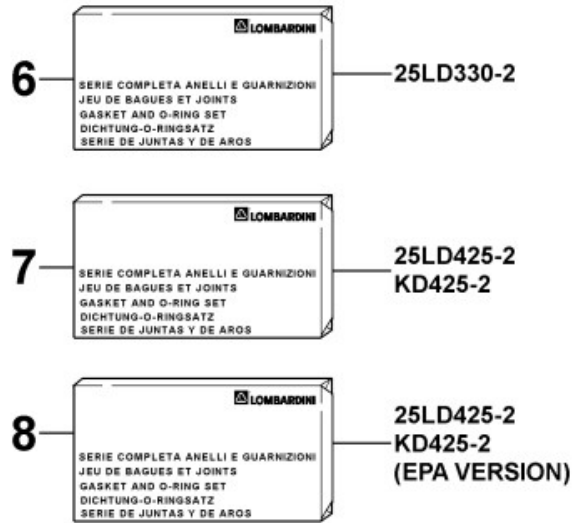 6
LOMBARDINI
SERIE COMPLETA ANELLI E GUARNIZIONI
JEU DE BAGUES ET JOINTS
GASKET AND O-RING SET
DICHTUNG-O-RINGSATZ
SERIE DE JUNTAS Y DE AROS
25LD330-2
7
LOMBARDINI
SERIE COMPLETA ANELLI E GUARNIZIONI
JEU DE BAGUES ET JOINTS
GASKET AND O-RING SET
DICHTUNG-O-RINGSATZ
SERIE DE JUNTAS Y DE AROS
25LD425-2
KD425-2
8
LOMBARDINI
SERIE COMPLETA ANELLI E GUARNIZIONI
JEU DE BAGUES ET JOINTS
GASKET AND O-RING SET
DICHTUNG-O-RINGSATZ
SERIE DE JUNTAS Y DE AROS
25LD425-2
KD425-2
(EPA VERSION)